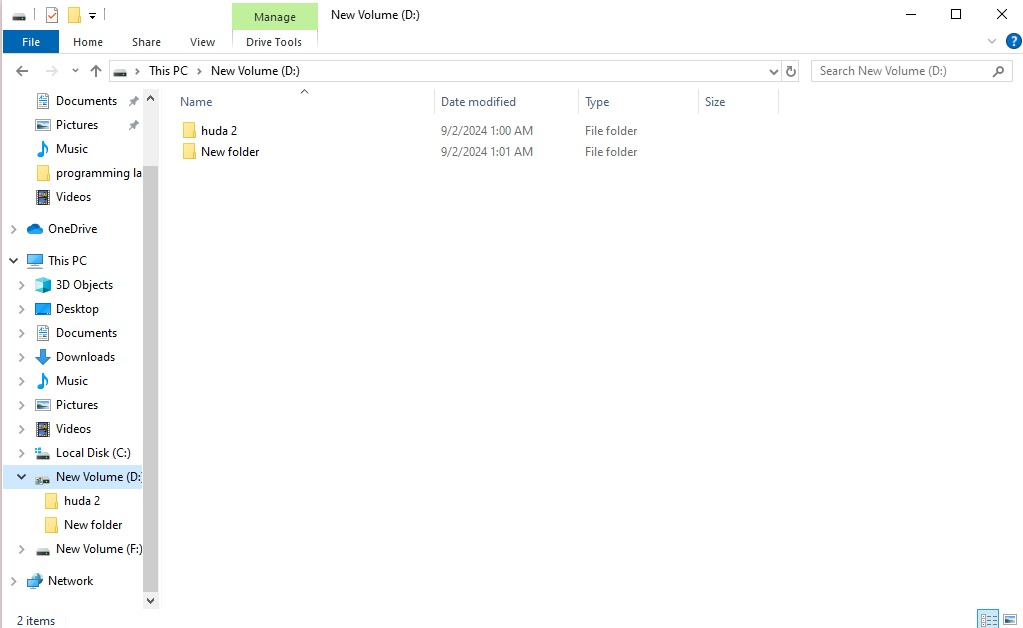 Manage
New Volume (D:)
File
Home
Share
View
Drive Tools
?
This PC
New Volume (D:)
Search New Volume (D:)
Documents
Pictures
Music
programming la
Videos
OneDrive
This PC
3D Objects
Desktop
Documents
Downloads
Music
Pictures
Videos
Local Disk (C:)
New Volume (D:
huda 2
New folder
New Volume (F:)
Network
Name
Date modified
Type
Size
huda 2
9/2/2024 1:00 AM
File folder
New folder
9/2/2024 1:01 AM
File folder
2 items